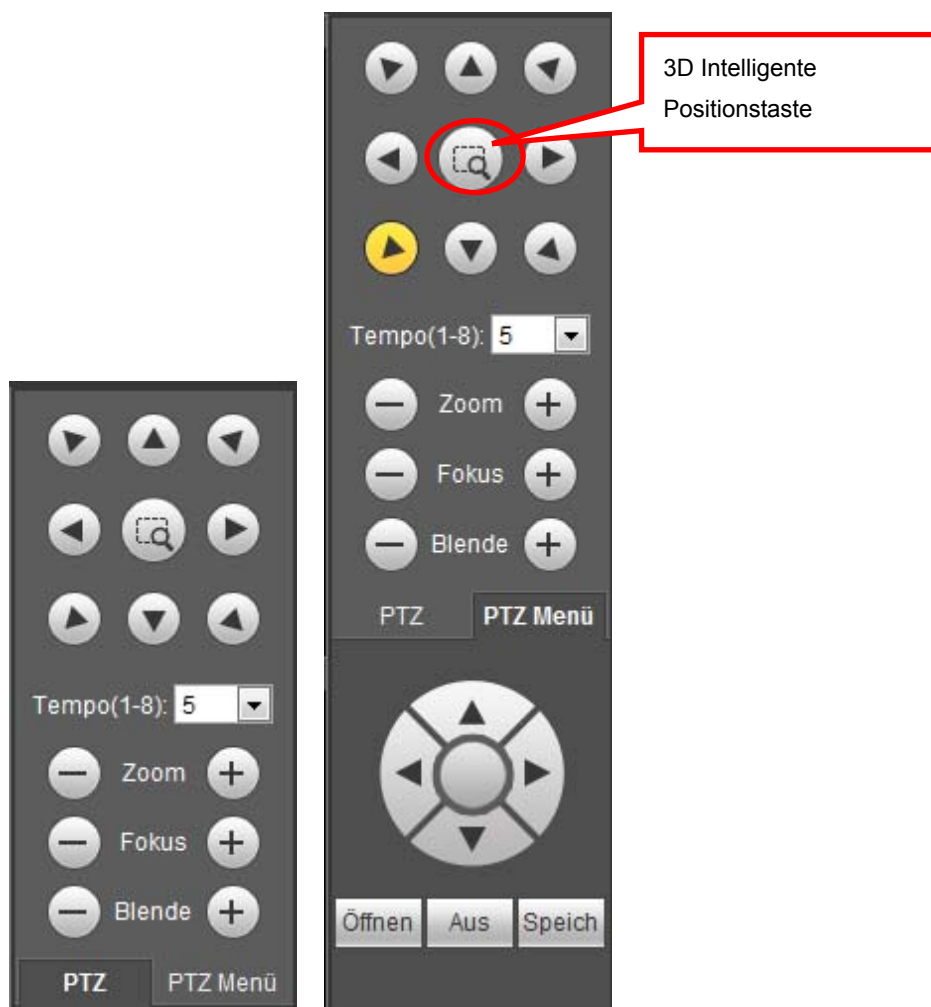 3D Intelligente
Positionstaste
Tempo(1-8): 5
Zoom
Fokus
Blende
PTZ PTZ Menü
Öffnen Aus Speich
Tempo(1-8): 5
Zoom
Fokus
Blende
PTZ PTZ Menü